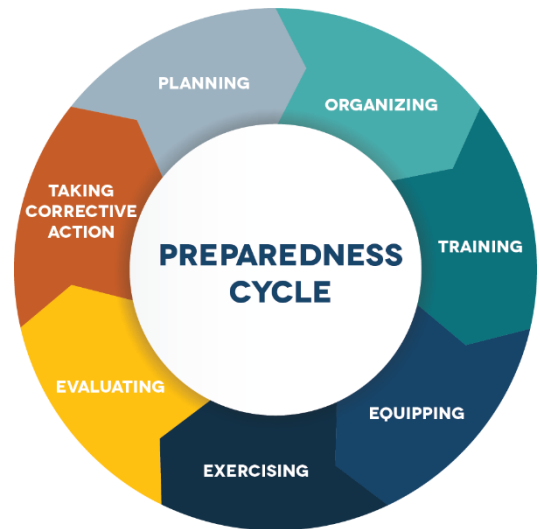 PREPAREDNESS
CYCLE
PLANNING
ORGANIZING
TRAINING
EQUIPPING
EXERCISING
EVALUATING
TAKING
CORRECTIVE
ACTION